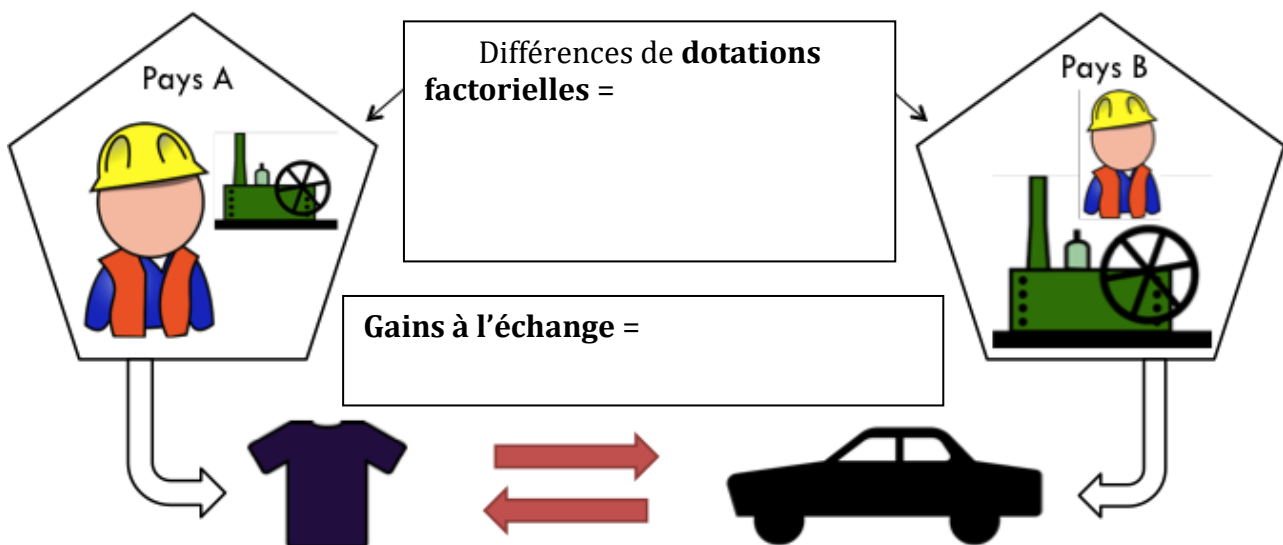 Pays A
Différences de dotations
factorielles =
Pays B
Gains à l’échange =